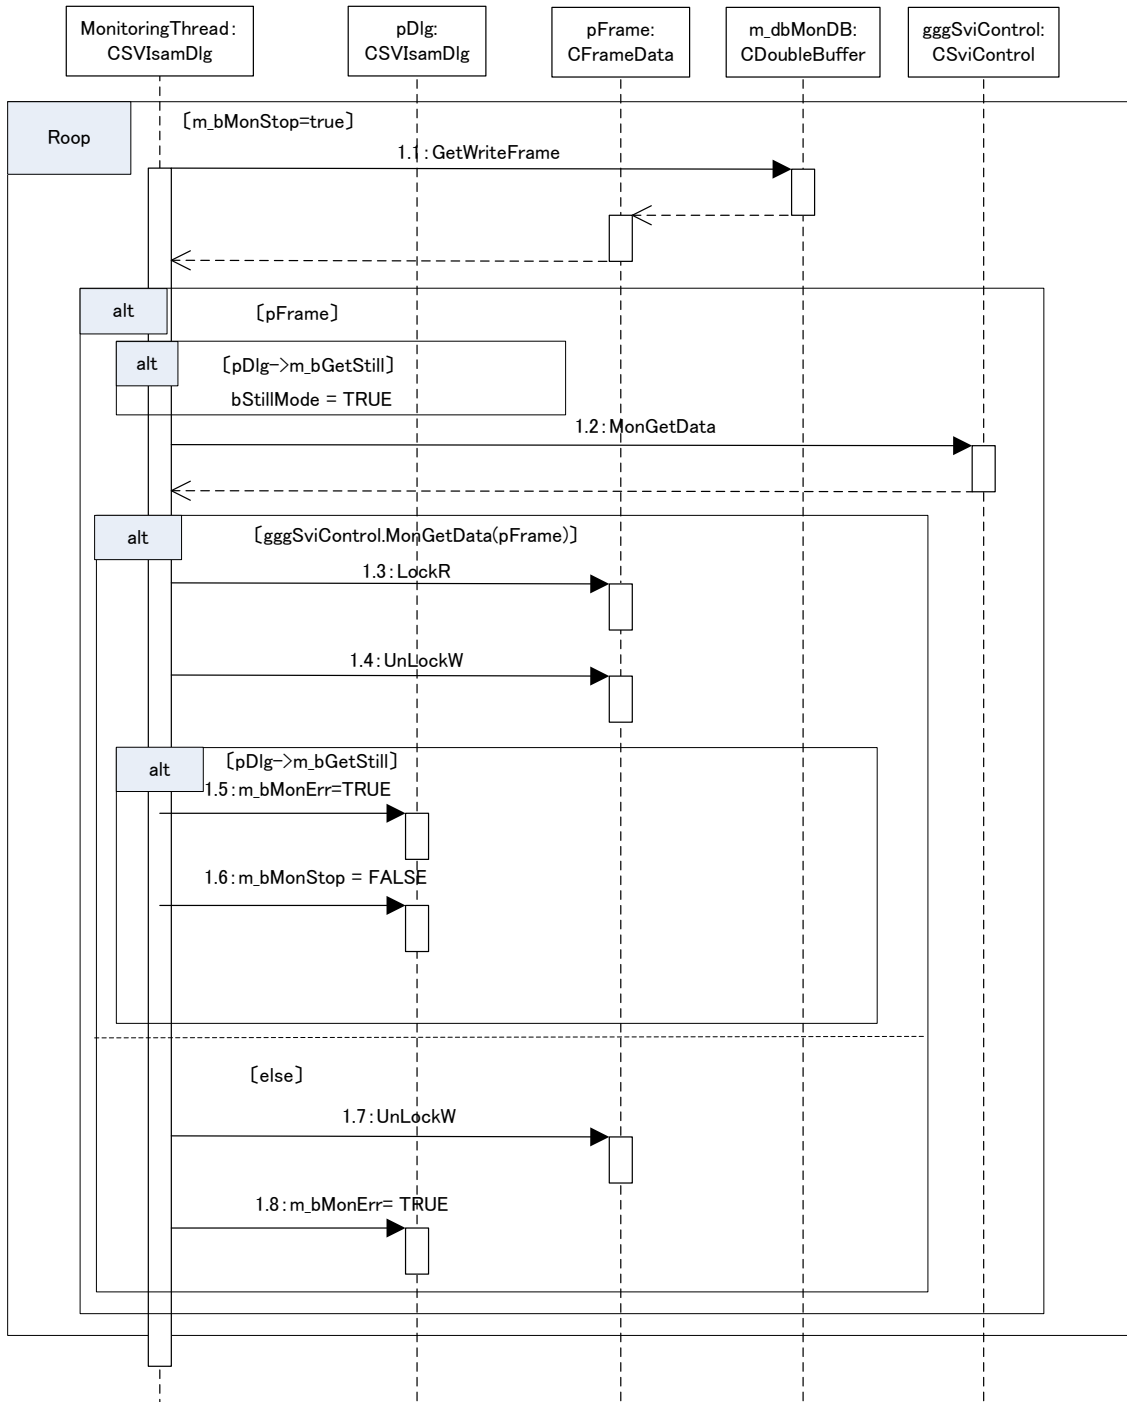 MonitoringThread:
CSVIsamDlg
pDlg:
CSVIsamDlg
pFrame:
CFrameData
m_dbMonDB:
CDoubleBuffer
gggSviControl:
CSviControl
Roop
〔m_bMonStop=true〕
1.1:GetWriteFrame
alt
〔pFrame〕
alt
〔pDlg->m_bGetStill〕
bStillMode = TRUE
1.2:MonGetData
alt
〔gggSviControl.MonGetData(pFrame)〕
1.3:LockR
1.4:UnLockW
alt
〔pDlg->m_bGetStill〕
1.5:m_bMonErr=TRUE
1.6:m_bMonStop = FALSE
〔else〕
1.7:UnLockW
1.8:m_bMonErr= TRUE